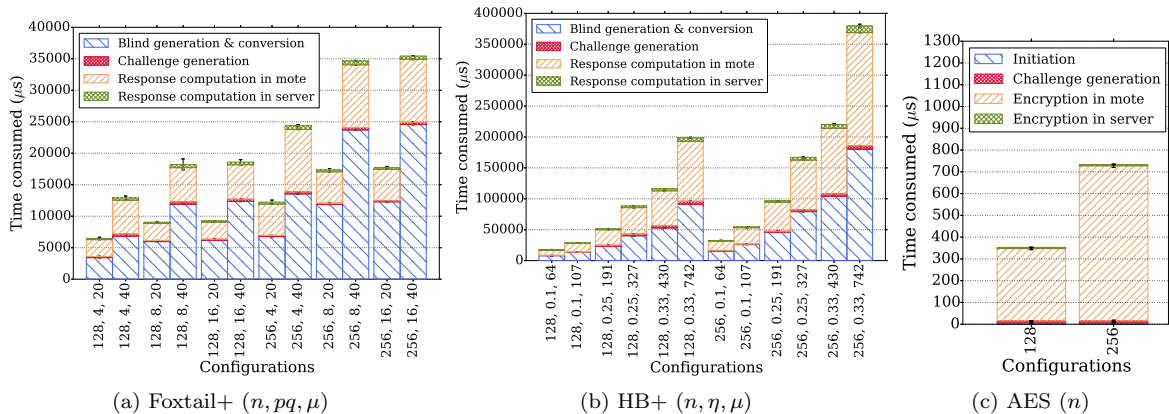 40000
35000
30000
25000
20000
15000
10000
5000
0
Time consumed (μs)
Blind generation & conversion
Challenge generation
Response computation in mote
Response computation in server
128, 4, 20
128, 4, 40
128, 8, 20
128, 8, 40
128, 16, 20
128, 16, 40
256, 4, 20
256, 4, 40
256, 8, 20
256, 8, 40
256, 16, 20
256, 16, 40
Configurations
(a) Foxtail+ (n, pq, μ)
400000
350000
300000
250000
200000
150000
100000
50000
0
Time consumed (μs)
Blind generation & conversion
Challenge generation
Response computation in mote
Response computation in server
128, 0.1, 64
128, 0.1, 107
128, 0.25, 191
128, 0.25, 327
128, 0.33, 430
128, 0.33, 742
256, 0.1, 64
256, 0.1, 107
256, 0.25, 191
256, 0.25, 327
256, 0.33, 430
256, 0.33, 742
Configurations
(b) HB+ (n, η, μ)
1300
1200
1100
1000
900
800
700
600
500
400
300
200
100
0
Time consumed (μs)
Initiation
Challenge generation
Encryption in mote
Encryption in server
128
256
Configurations
(c) AES (n)